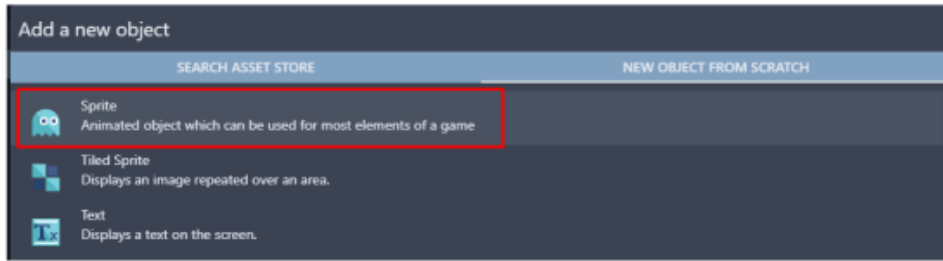 Add a new object
SEARCH ASSET STORE
NEW OBJECT FROM SCRATCH
Sprite
Animated object which can be used for most elements of a game
Tiled Sprite
Displays an image repeated over an area.
Tx
Text
Displays a text on the screen.